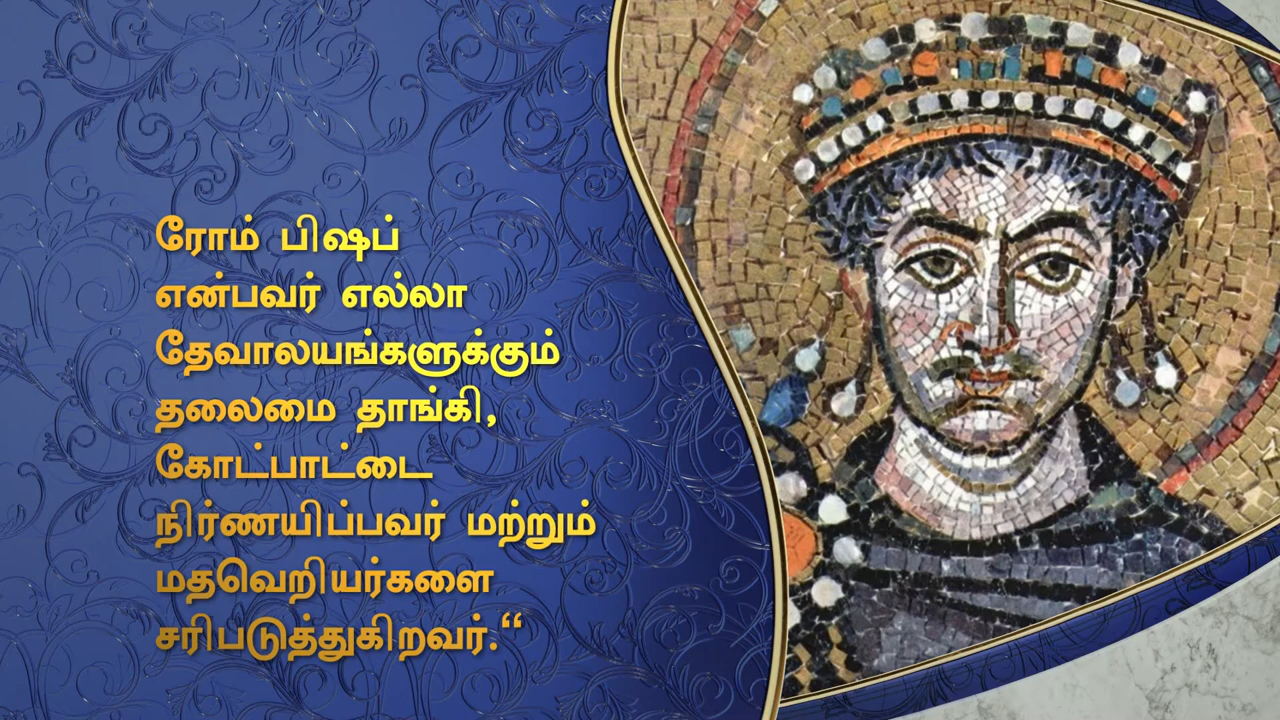 ரோம் பிஷப்
என்பவர் எல்லா
தேவாலயங்களுக்கும்
தலைமை தாங்கி,
கோட்பாட்டை
நிர்ணயிப்பவர் மற்றும்
மதவெறியர்களை
சரிபடுத்துகிறவர்.“